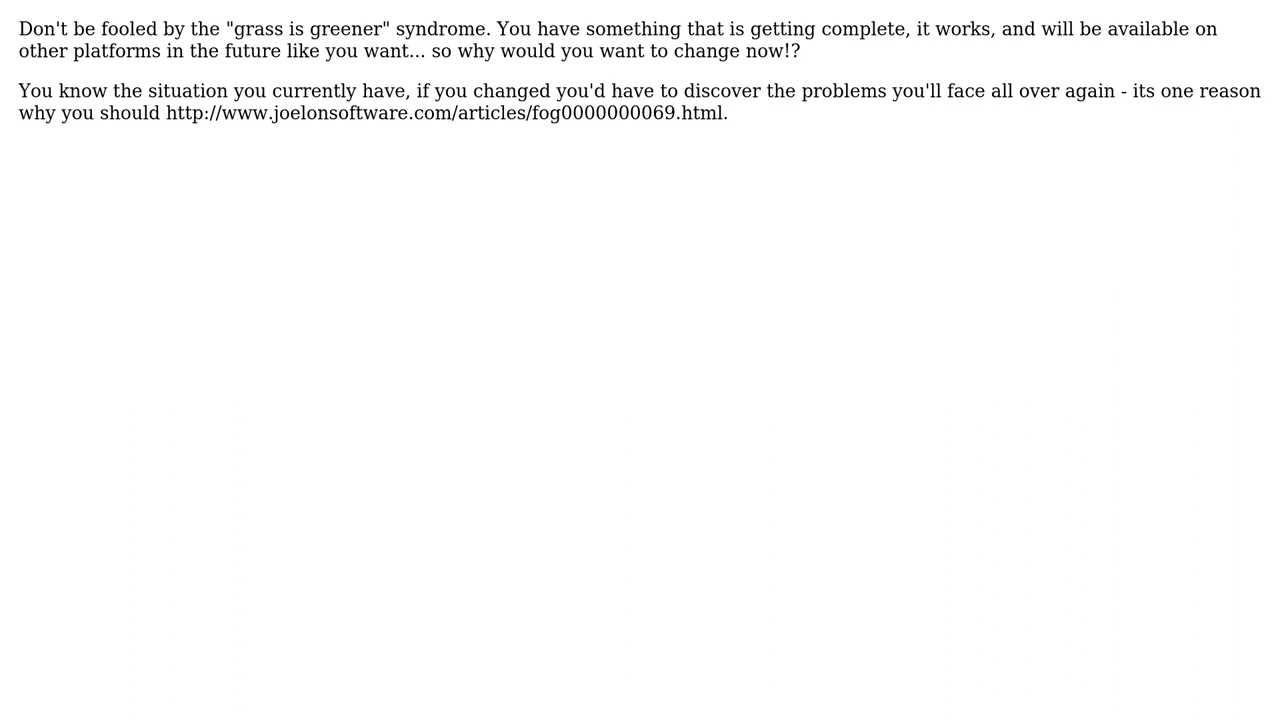 Don't be fooled by the "grass is greener" syndrome. You have something that is getting complete, it works, and will be available on
other platforms in the future like you want... so why would you want to change now!?
You know the situation you currently have, if you changed you'd have to discover the problems you'll face all over again - its one reason
why you should http://www.joelonsoftware.com/articles/fog0000000069.html.